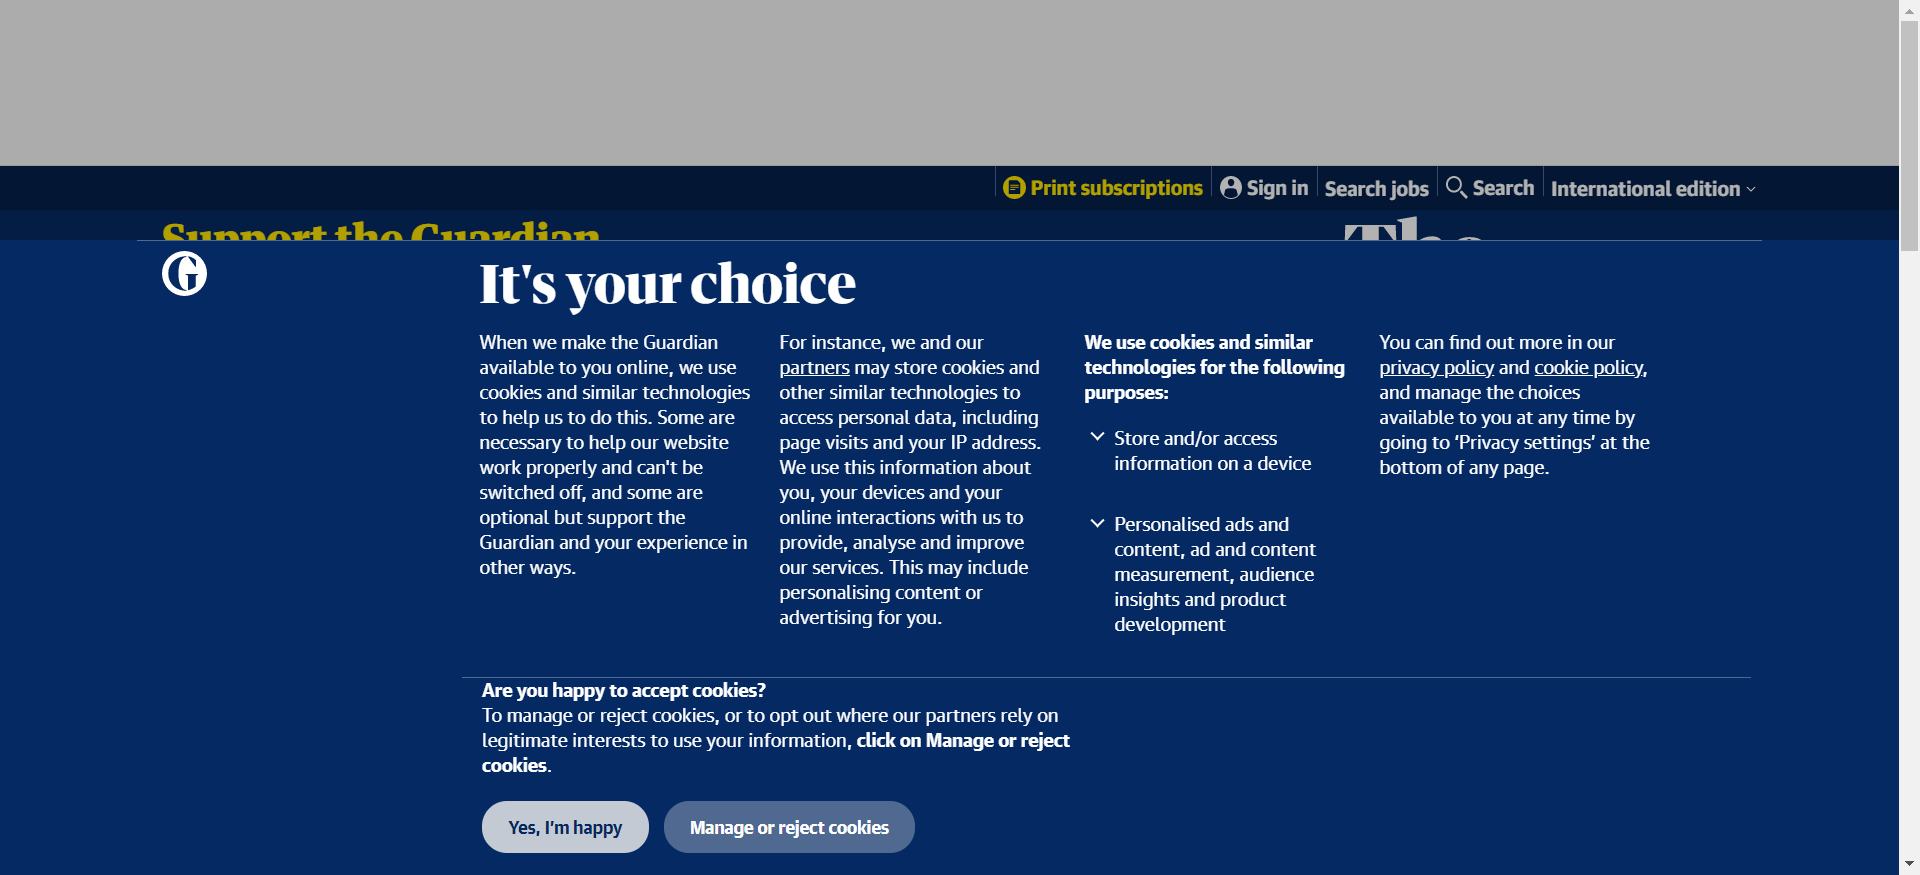 Print subscriptions
Sign in
Search jobs
Search
International edition
Support the Guardian
The
It's your choice
When we make the Guardian
available to you online, we use
cookies and similar technologies
to help us to do this. Some are
necessary to help our website
work properly and can't be
switched off, and some are
optional but support the
Guardian and your experience in
other ways.
For instance, we and our
partners may store cookies and
other similar technologies to
access personal data, including
page visits and your IP address.
We use this information about
you, your devices and your
online interactions with us to
provide, analyse and improve
our services. This may include
personalising content or
advertising for you.
We use cookies and similar
technologies for the following
purposes:
Store and/or access
information on a device
Personalised ads and
content, ad and content
measurement, audience
insights and product
development
You can find out more in our
privacy policy and cookie policy,
and manage the choices
available to you at any time by
going to ‘Privacy settings’ at the
bottom of any page.
Are you happy to accept cookies?
To manage or reject cookies, or to opt out where our partners rely on
legitimate interests to use your information, click on Manage or reject
cookies.
Yes, I’m happy
Manage or reject cookies